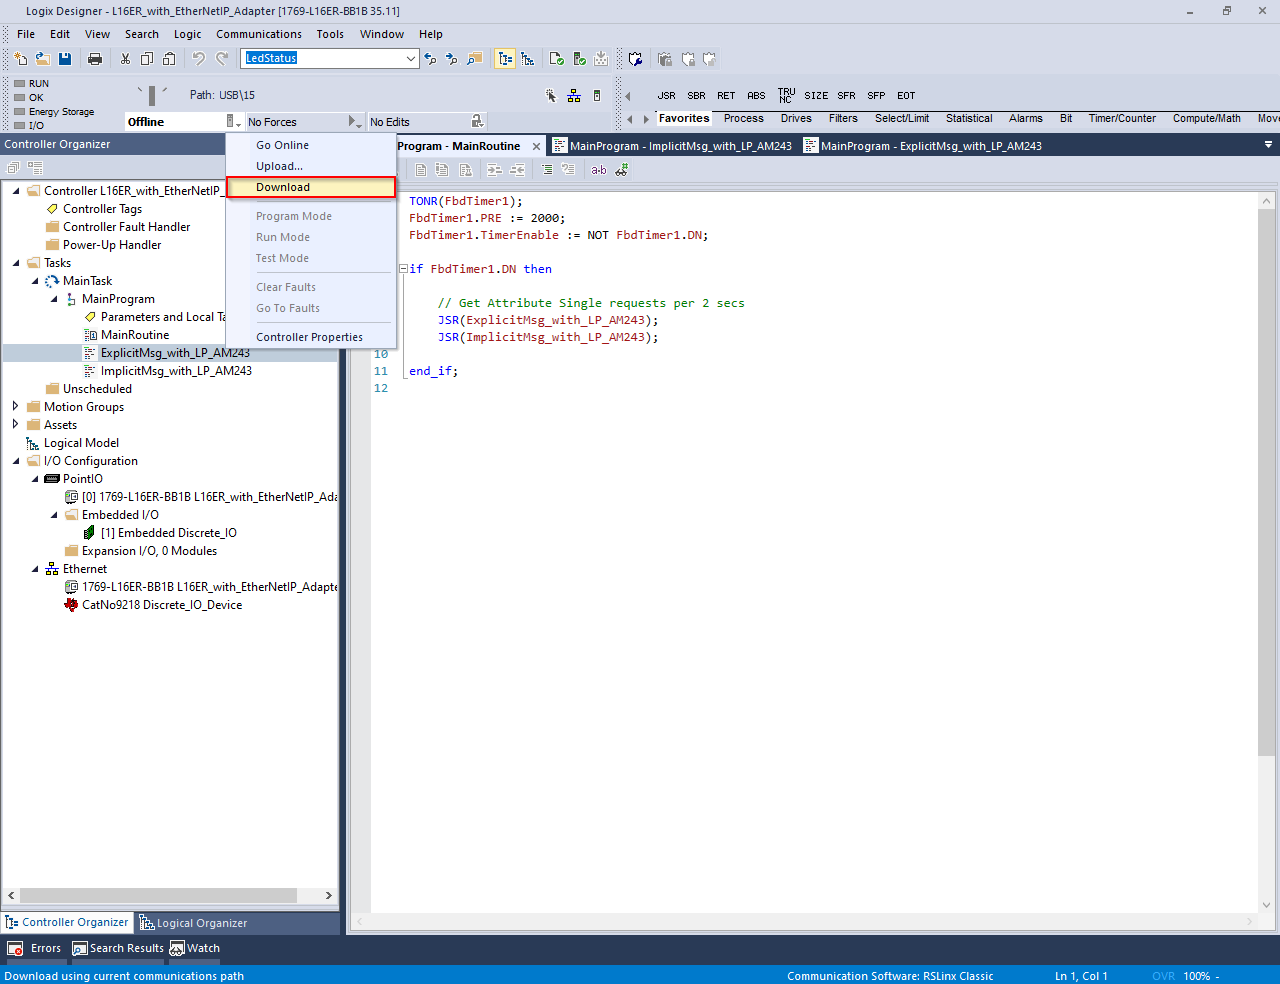 Logix Designer - L16ER_with_EtherNetIP_Adapter [1769-L16ER-BB1B 35.11]
File Edit View Search Logic Communications Tools Window Help
LedStatus
RUN
OK
Energy Storage
I/O
Path: USB\15
Offline
No Forces
No Edits
JSR SBR RET ABS TRUNC SIZE SFR SFP EOT
Favorites Process Drives Filters Select/Limit Statistical Alarms Bit Timer/Counter Compute/Math Move
Controller Organizer
Go Online
Upload...
Download
Program Mode
Run Mode
Test Mode
Clear Faults
Go To Faults
Controller Properties
Program - MainRoutine
MainProgram - ImplicitMsg_with_LP_AM243
MainProgram - ExplicitMsg_with_LP_AM243
Controller L16ER_with_EtherNetIP_
Controller Tags
Controller Fault Handler
Power-Up Handler
Tasks
MainTask
MainProgram
Parameters and Local Ta
MainRoutine
ExplicitMsg_with_LP_AM243
ImplicitMsg_with_LP_AM243
Unscheduled
Motion Groups
Assets
Logical Model
I/O Configuration
PointIO
[0] 1769-L16ER-BB1B L16ER_with_EtherNetIP_Ada
Embedded I/O
[1] Embedded Discrete_IO
Expansion I/O, 0 Modules
Ethernet
1769-L16ER-BB1B L16ER_with_EtherNetIP_Adapte
CatNo9218 Discrete_IO_Device
TONR(FbdTimer1);
FbdTimer1.PRE := 2000;
FbdTimer1.TimerEnable := NOT FbdTimer1.DN;
if FbdTimer1.DN then
// Get Attribute Single requests per 2 secs
JSR(ExplicitMsg_with_LP_AM243);
JSR(ImplicitMsg_with_LP_AM243);
10
11 end_if;
12
Controller Organizer
Logical Organizer
Errors
Search Results
Watch
Download using current communications path
Communication Software: RSLinx Classic
Ln 1, Col 1
OVR
100% -